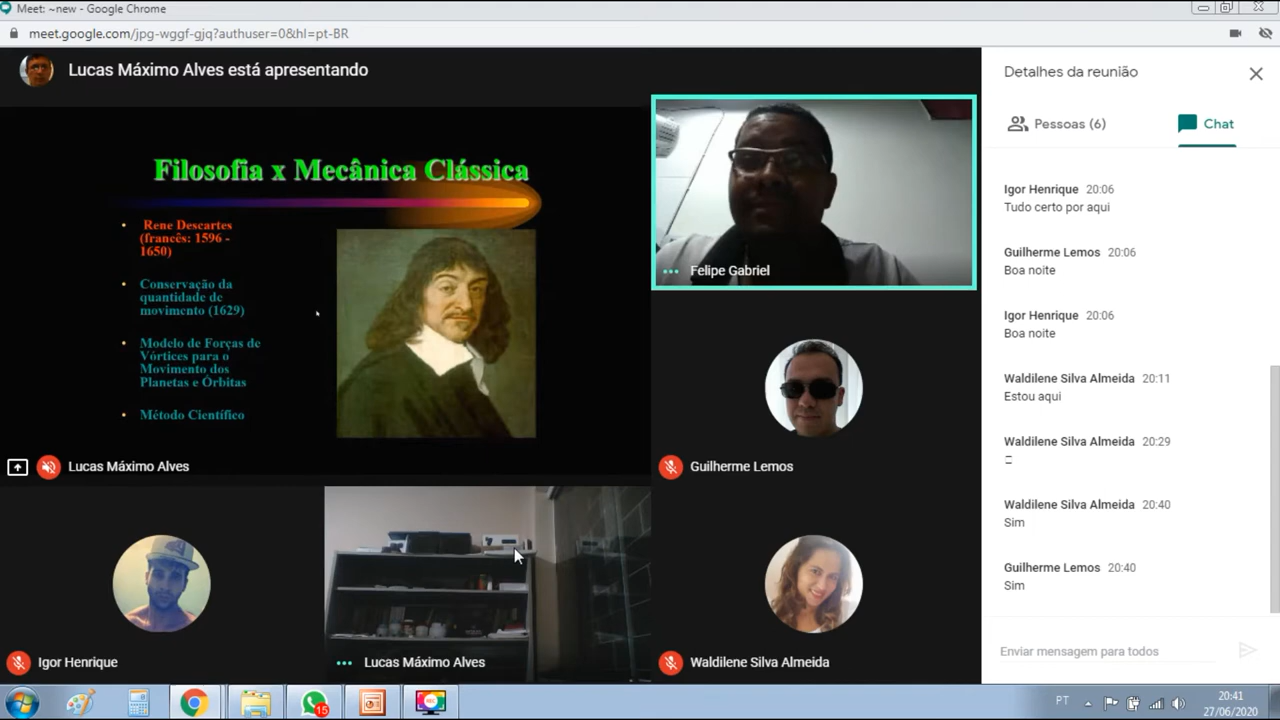 Meet: ~new - Google Chrome
meet.google.com/jpg-wggf-gjq?authuser=0&hl=pt-BR
Lucas Máximo Alves está apresentando
Filosofia x Mecânica Clássica
• Rene Descartes
(francês: 1596 -
1650)
• Conservação da
quantidade de
movimento (1629)
• Modelo de Forças de
Vórtices para o
Movimento dos
Planetas e Órbitas
• Método Científico
Lucas Máximo Alves
Felipe Gabriel
Guilherme Lemos
Igor Henrique
Lucas Máximo Alves
Waldilene Silva Almeida
Detalhes da reunião
Pessoas (6)
Chat
Igor Henrique 20:06
Tudo certo por aqui
Guilherme Lemos 20:06
Boa noite
Igor Henrique 20:06
Boa noite
Waldilene Silva Almeida 20:11
Estou aqui
Waldilene Silva Almeida 20:29
Waldilene Silva Almeida 20:40
Sim
Guilherme Lemos 20:40
Sim
Enviar mensagem para todos
15
REC
PT
20:41
27/06/2020